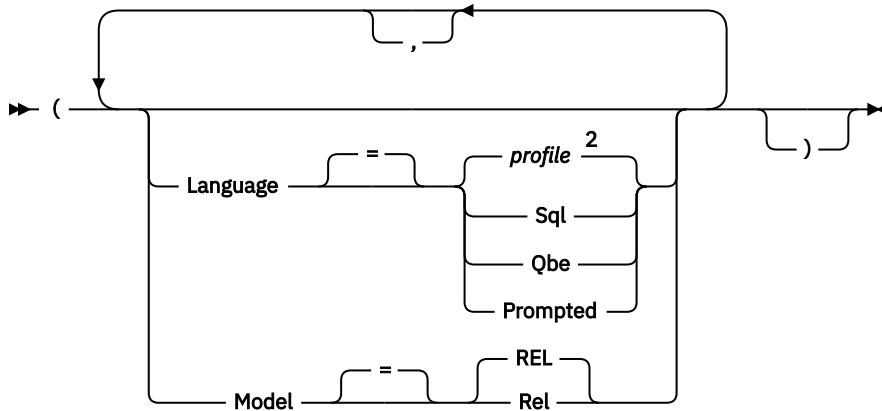 ,
( )
= profile 2
Language
Sql
Qbe
Prompted
= REL
Model Rel